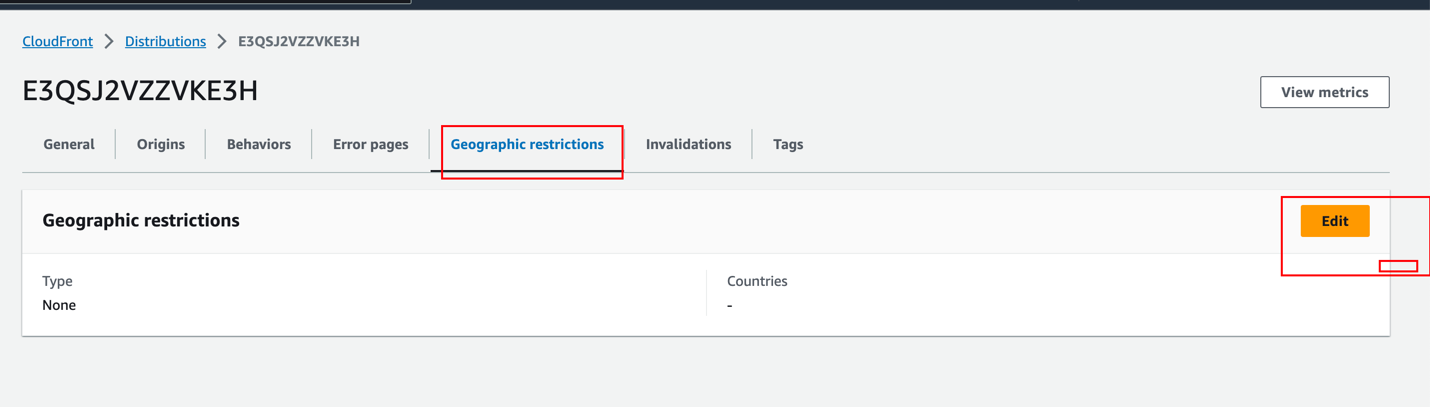 CloudFront > Distributions > E3QSJ2VZZVKE3H
E3QSJ2VZZVKE3H
View metrics
General Origins Behaviors Error pages Geographic restrictions Invalidations Tags
Geographic restrictions
Edit
Type
None
Countries
-